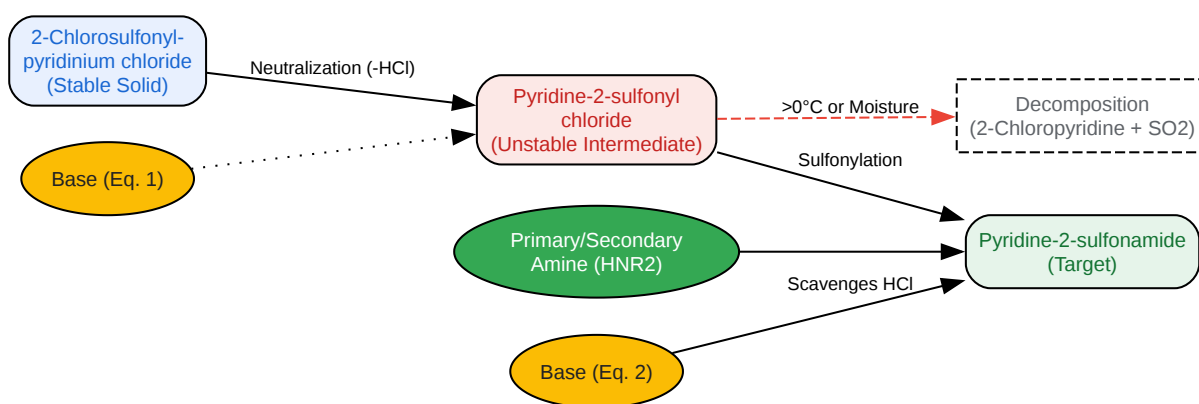 2-Chlorosulfonyl-
pyridinium chloride
(Stable Solid)
Neutralization (-HCl)
Base (Eq. 1)
Pyridine-2-sulfonyl
chloride
(Unstable Intermediate)
>0°C or Moisture
Decomposition
(2-Chloropyridine + SO2)
Sulfonylation
Primary/Secondary
Amine (HNR2)
Pyridine-2-sulfonamide
(Target)
Scavenges HCl
Base (Eq. 2)